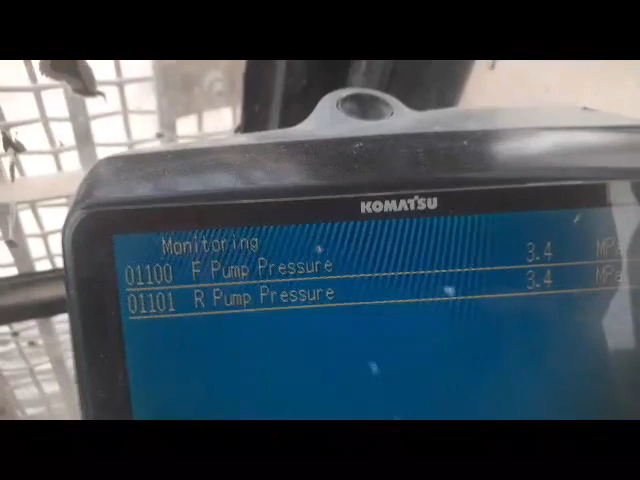 KOMATSU
Monitoring
01100 F Pump Pressure 3.4 MPa
01101 R Pump Pressure 3.4 MPa